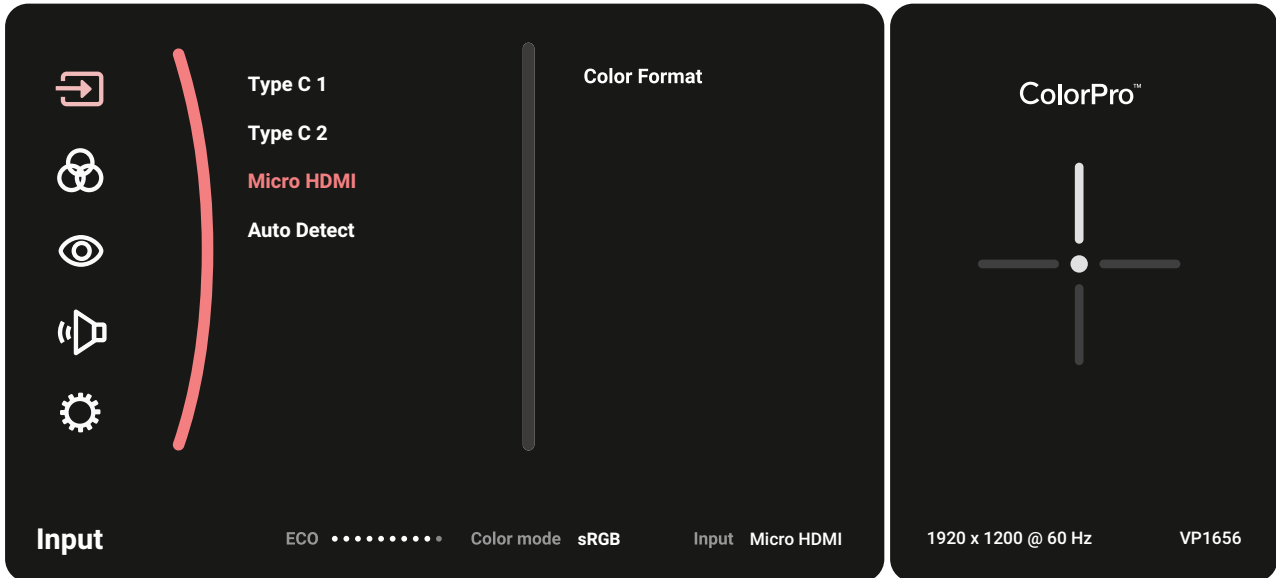 Type C 1
Type C 2
Micro HDMI
Auto Detect
Color Format
Input
ECO
Color mode sRGB
Input Micro HDMI
ColorPro™
1920 x 1200 @ 60 Hz
VP1656